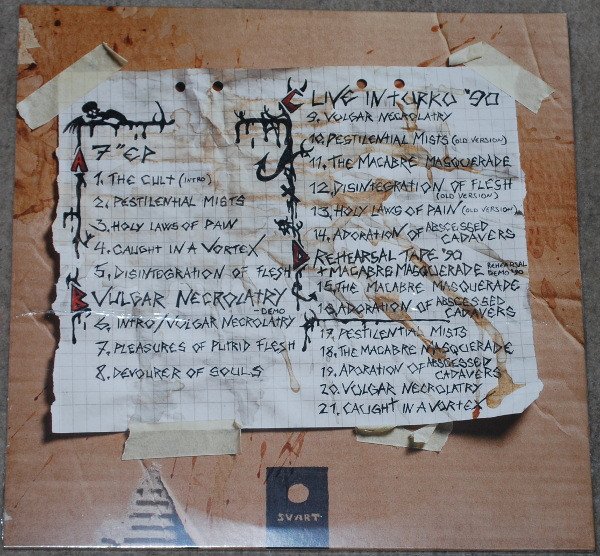 7" EP
1. THE CULT (INTRO)
2. PESTILENTIAL MISTS
3. HOLY LAWS OF PAIN
4. CAUGHT IN A VORTEX
5. DISINTEGRATION OF FLESH
VULGAR NECROLATRY
- DEMO
6. INTRO/VULGAR NECROLATRY
7. PLEASURES OF PUTRID FLESH
8. DEVOURER OF SOULS
LIVE IN TURKU '90
9. VULGAR NECROLATRY
10. PESTILENTIAL MISTS (OLD VERSION)
11. THE MACABRE MASQUERADE
12. DISINTEGRATION OF FLESH
(OLD VERSION)
13. HOLY LAWS OF PAIN (OLD VERSION)
14. ADORATION OF ABSCESSED
CADAVERS
REHEARSAL TAPE '90
+ MACABRE MASQUERADE REHEARSAL
DEMO '90
15. THE MACABRE MASQUERADE
16. ADORATION OF ABSCESSED
CADAVERS
17. PESTILENTIAL MISTS
18. THE MACABRE MASQUERADE
19. ADORATION OF ABSCESSED
CADAVERS
20. VULGAR NECROLATRY
21. CAUGHT IN A VORTEX
SVART